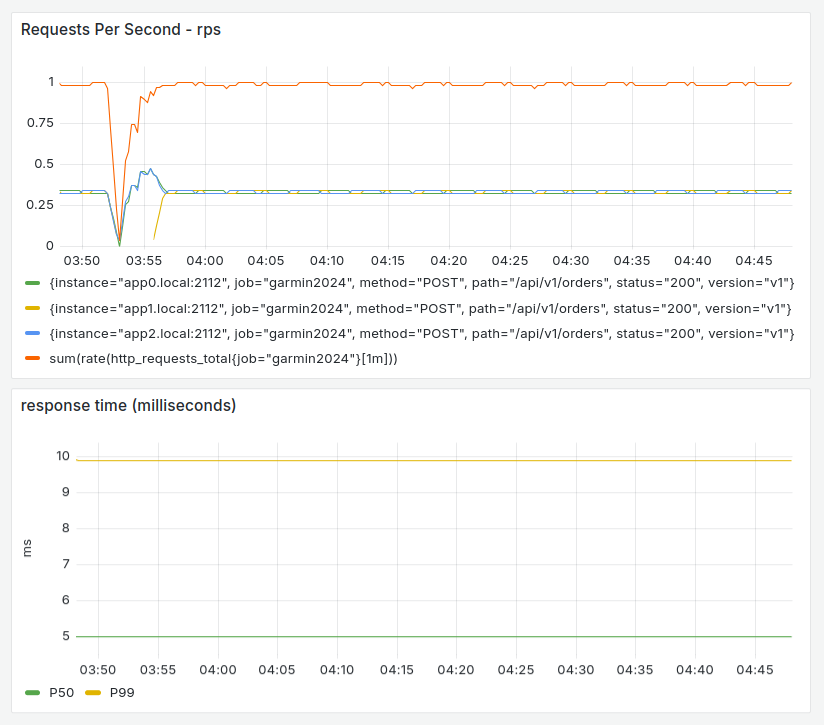 Requests Per Second - rps
1
0.75
0.5
0.25
0
03:50 03:55 04:00 04:05 04:10 04:15 04:20 04:25 04:30 04:35 04:40 04:45
{instance="app0.local:2112", job="garmin2024", method="POST", path="/api/v1/orders", status="200", version="v1"}
{instance="app1.local:2112", job="garmin2024", method="POST", path="/api/v1/orders", status="200", version="v1"}
{instance="app2.local:2112", job="garmin2024", method="POST", path="/api/v1/orders", status="200", version="v1"}
sum(rate(http_requests_total{job="garmin2024"}[1m]))
response time (milliseconds)
10
9
8
7
6
5
ms
03:50 03:55 04:00 04:05 04:10 04:15 04:20 04:25 04:30 04:35 04:40 04:45
P50 P99